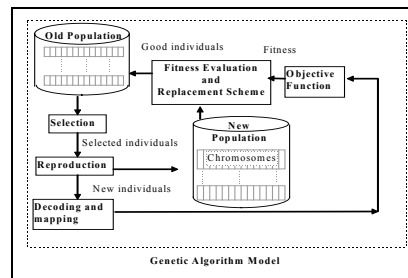 Old Population
Good individuals
Fitness
Fitness Evaluation
and
Replacement Scheme
Objective
Function
Selection
Selected individuals
New
Population
Chromosomes
Reproduction
New individuals
Decoding and
mapping
Genetic Algorithm Model